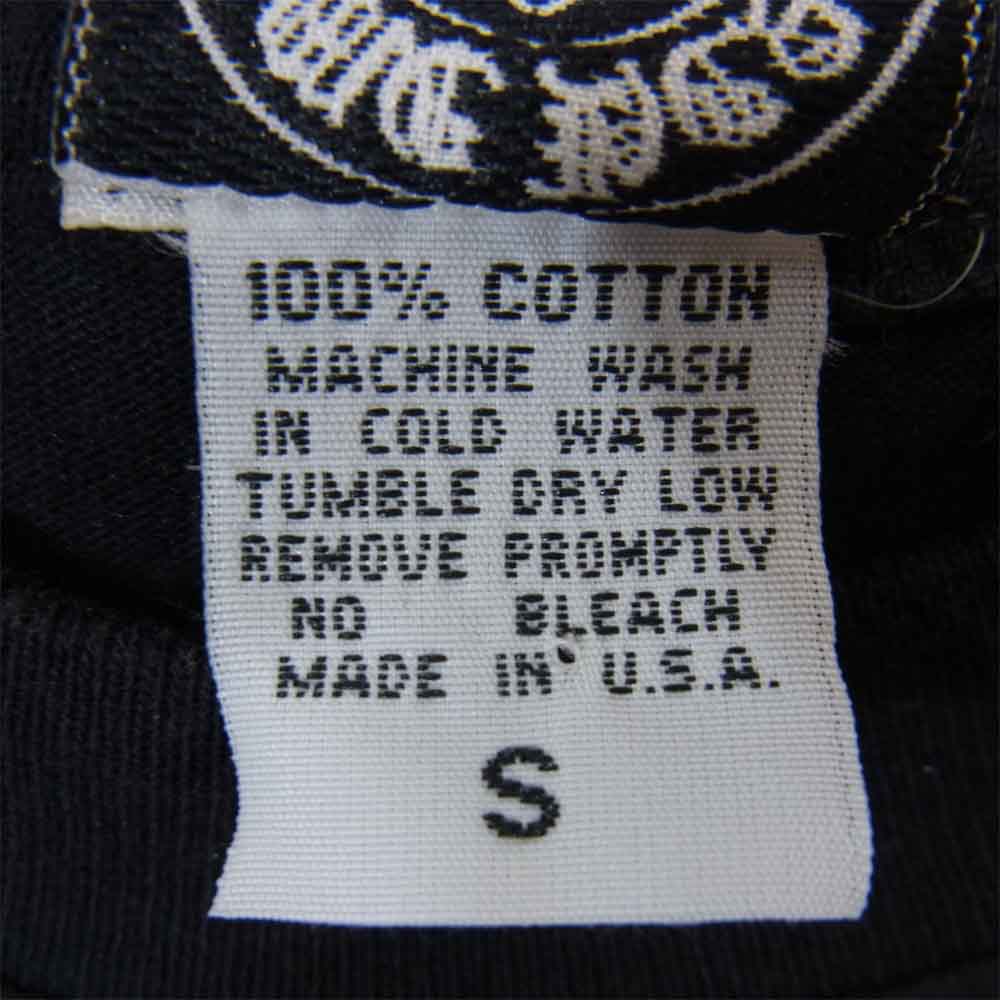 100% COTTON
MACHINE WASH
IN COLD WATER
TUMBLE DRY LOW
REMOVE PROMPTLY
NO BLEACH
MADE IN U.S.A.
S